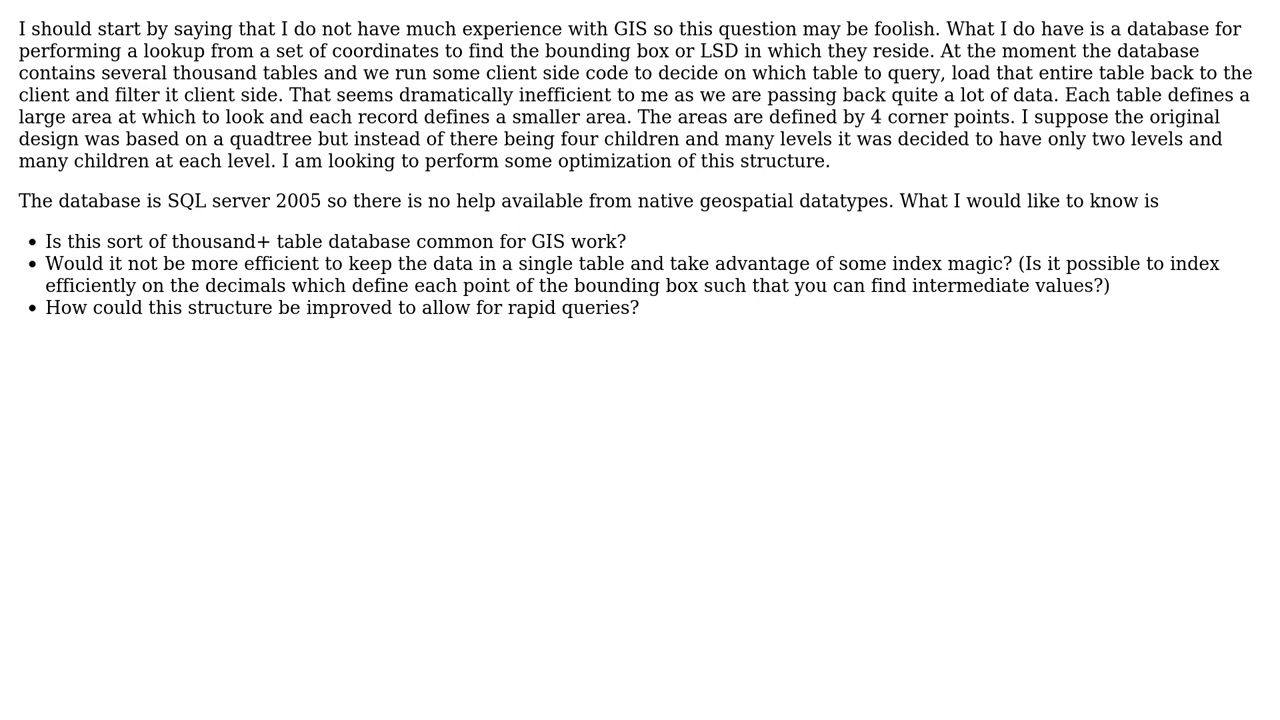 I should start by saying that I do not have much experience with GIS so this question may be foolish. What I do have is a database for
performing a lookup from a set of coordinates to find the bounding box or LSD in which they reside. At the moment the database
contains several thousand tables and we run some client side code to decide on which table to query, load that entire table back to the
client and filter it client side. That seems dramatically inefficient to me as we are passing back quite a lot of data. Each table defines a
large area at which to look and each record defines a smaller area. The areas are defined by 4 corner points. I suppose the original
design was based on a quadtree but instead of there being four children and many levels it was decided to have only two levels and
many children at each level. I am looking to perform some optimization of this structure.
The database is SQL server 2005 so there is no help available from native geospatial datatypes. What I would like to know is
• Is this sort of thousand+ table database common for GIS work?
• Would it not be more efficient to keep the data in a single table and take advantage of some index magic? (Is it possible to index
efficiently on the decimals which define each point of the bounding box such that you can find intermediate values?)
• How could this structure be improved to allow for rapid queries?